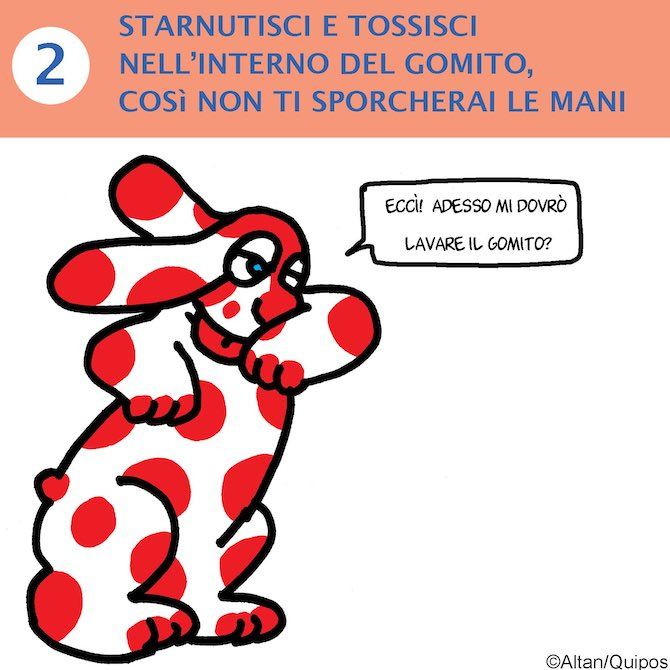 2
STARNUTISCI E TOSSISCI
NELL'INTERNO DEL GOMITO,
COSì NON TI SPORCHERAI LE MANI
ECCÌ! ADESSO MI DOVRÒ
LAVARE IL GOMITO?
©Altan/Quipos